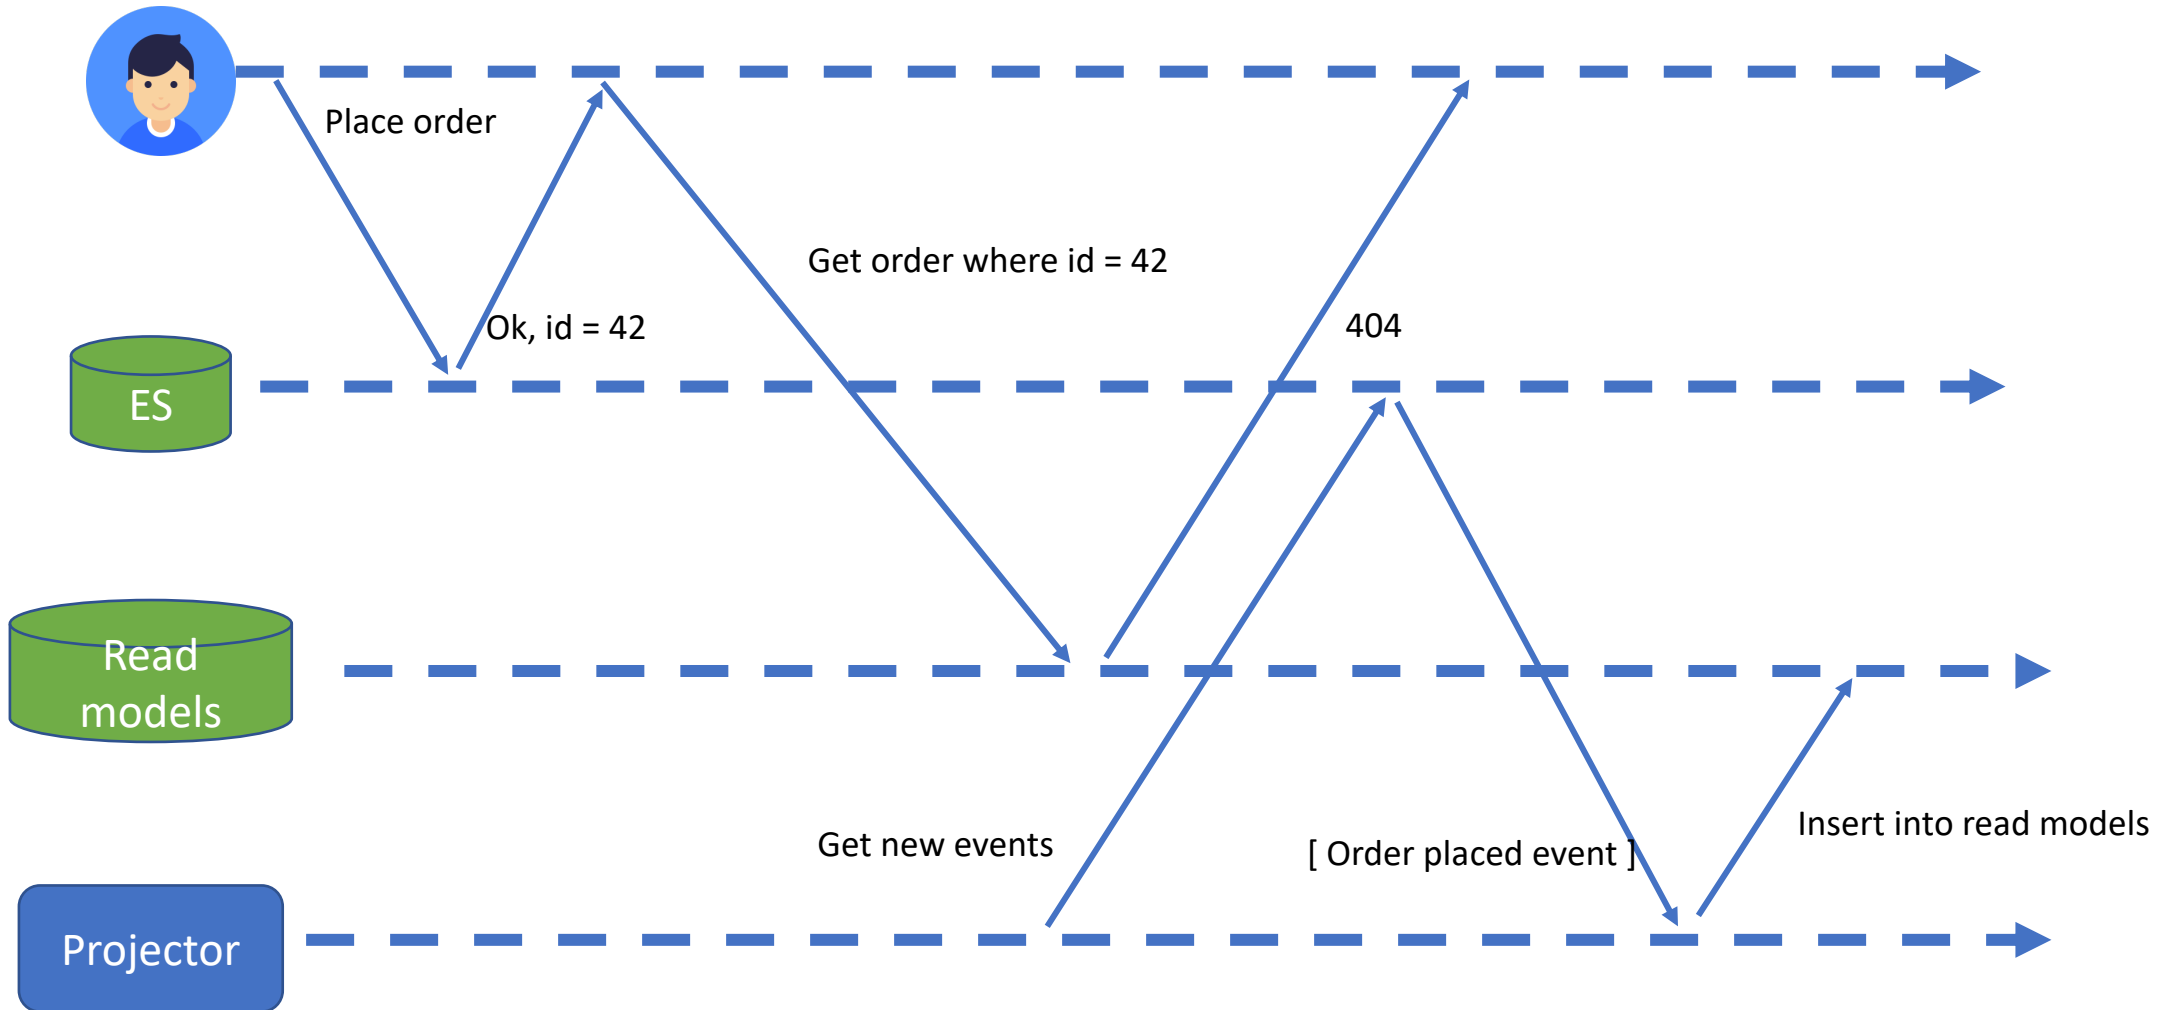 Place order
Get order where id = 42
Ok, id = 42
404
ES
Read
models
Get new events
[ Order placed event ]
Insert into read models
Projector